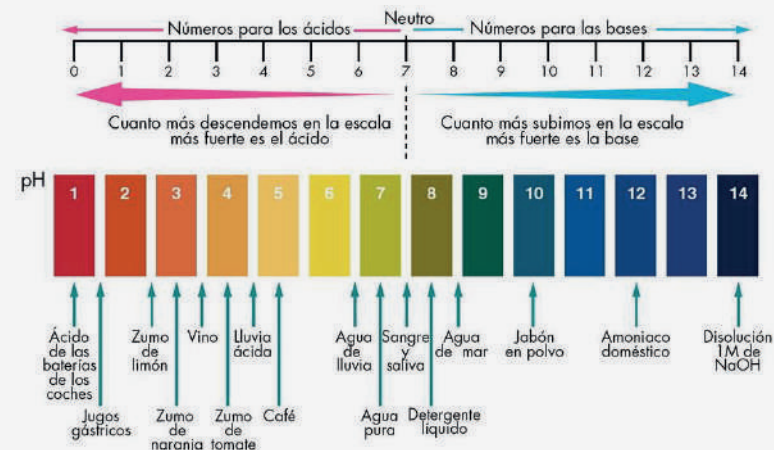 Neutro
Números para los ácidos
Números para las bases
0 1 2 3 4 5 6 7 8 9 10 11 12 13 14
Cuanto más descendemos en la escala
más fuerte es el ácido
Cuanto más subimos en la escala
más fuerte es la base
pH
1 2 3 4 5 6 7 8 9 10 11 12 13 14
Ácido
de las
baterías
de los
coches
Jugos
gástricos
Zumo
de
limón
Zumo
de
naranja
Vino
Zumo
de
tomate
Lluvia
ácida
Café
Agua
de
lluvia
Agua
pura
Sangre
y
saliva
Detergente
líquido
Agua
de mar
Jabón
en polvo
Amoniaco
doméstico
Disolución
1M de
NaOH